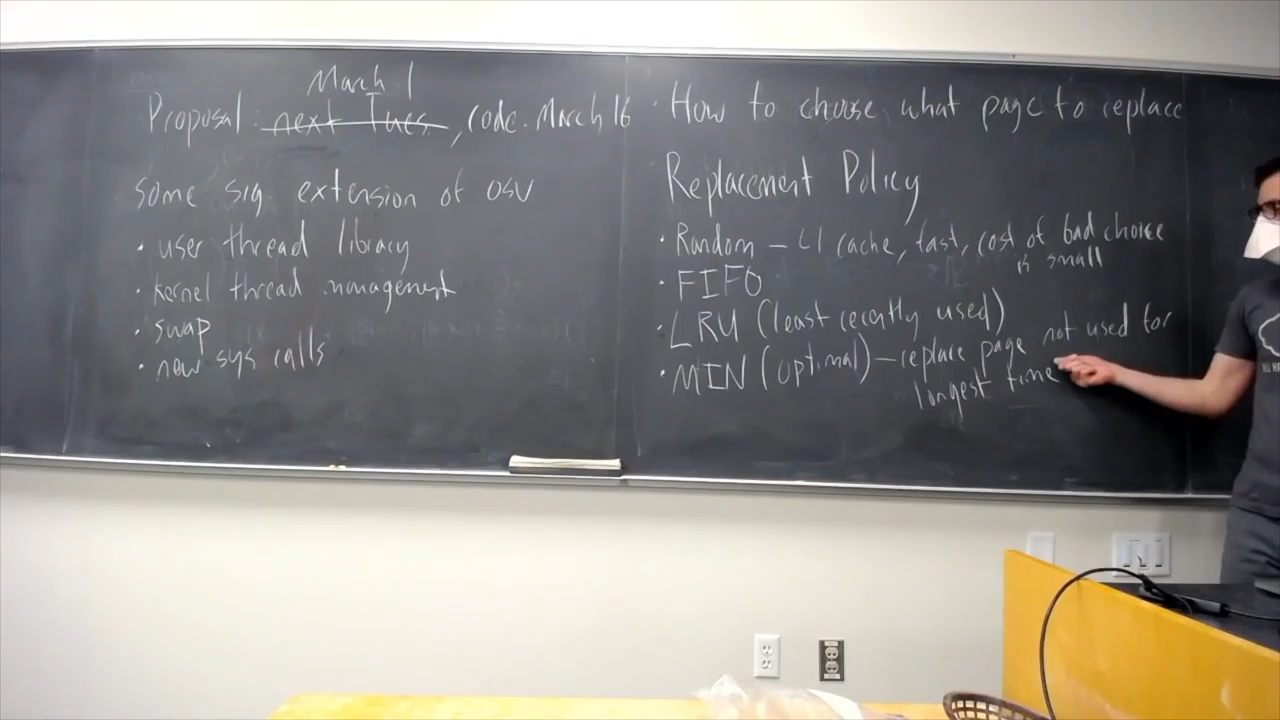 March 1
Proposal: next Tues, code: March 16
Some sig. extension of osv
• user thread library
• kernel thread management
• swap
• new sys calls
• How to choose what page to replace
Replacement Policy
• Random – L1 cache, fast, cost of bad choice
is small
• FIFO
• LRU (least recently used)
• MIN (optimal) – replace page not used for
longest time